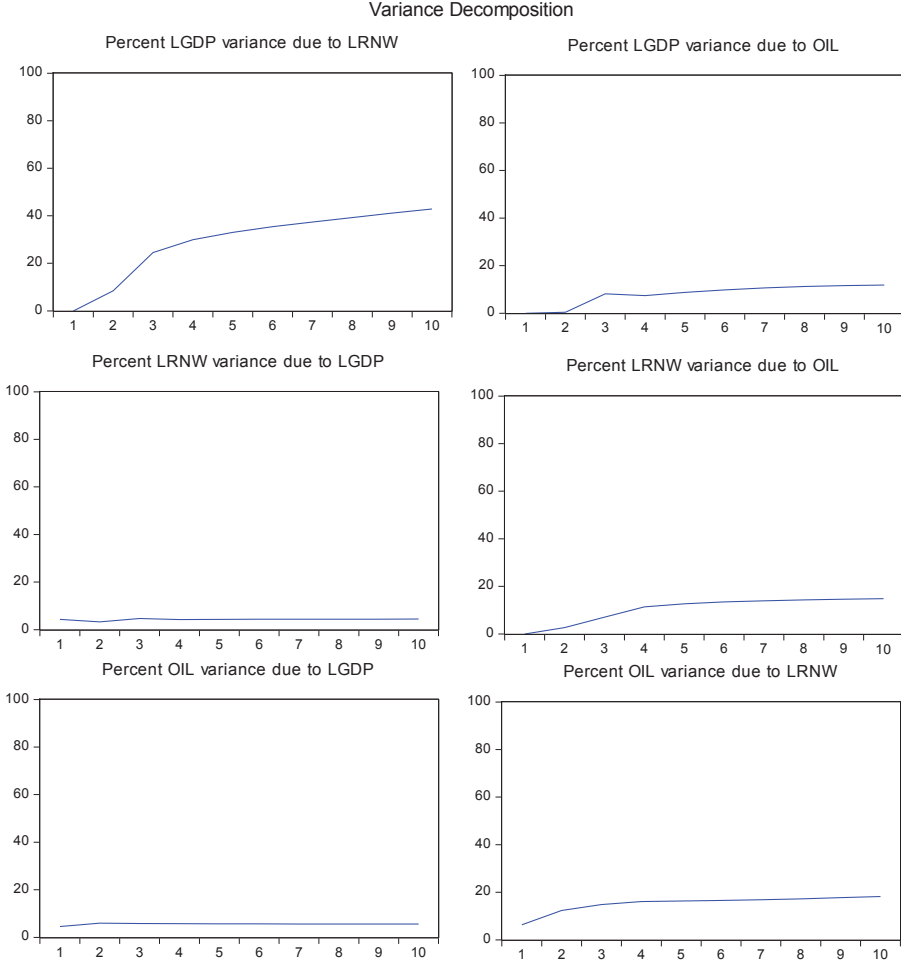 Variance Decomposition
Percent LGDP variance due to LRNW
100
80
60
40
20
0
1 2 3 4 5 6 7 8 9 10
Percent LGDP variance due to OIL
100
80
60
40
20
0
1 2 3 4 5 6 7 8 9 10
Percent LRNW variance due to LGDP
100
80
60
40
20
0
1 2 3 4 5 6 7 8 9 10
Percent LRNW variance due to OIL
100
80
60
40
20
0
1 2 3 4 5 6 7 8 9 10
Percent OIL variance due to LGDP
100
80
60
40
20
0
1 2 3 4 5 6 7 8 9 10
Percent OIL variance due to LRNW
100
80
60
40
20
0
1 2 3 4 5 6 7 8 9 10